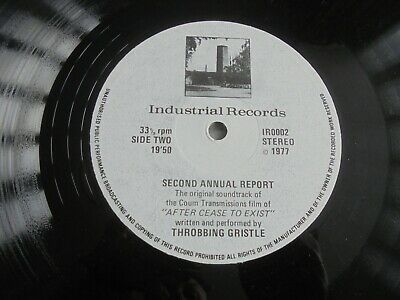 Industrial Records
33⅓ rpm
SIDE TWO
19'50
IR0002
STEREO
© 1977
SECOND ANNUAL REPORT
The original soundtrack of
the Coum Transmissions film of
"AFTER CEASE TO EXIST"
written and performed by
THROBBING GRISTLE
UNAUTHORISED PUBLIC PERFORMANCE BROADCASTING AND COPYING OF THIS RECORD PROHIBITED ALL RIGHTS OF THE MANUFACTURER AND OF THE OWNER OF THE RECORDED WORK RESERVED